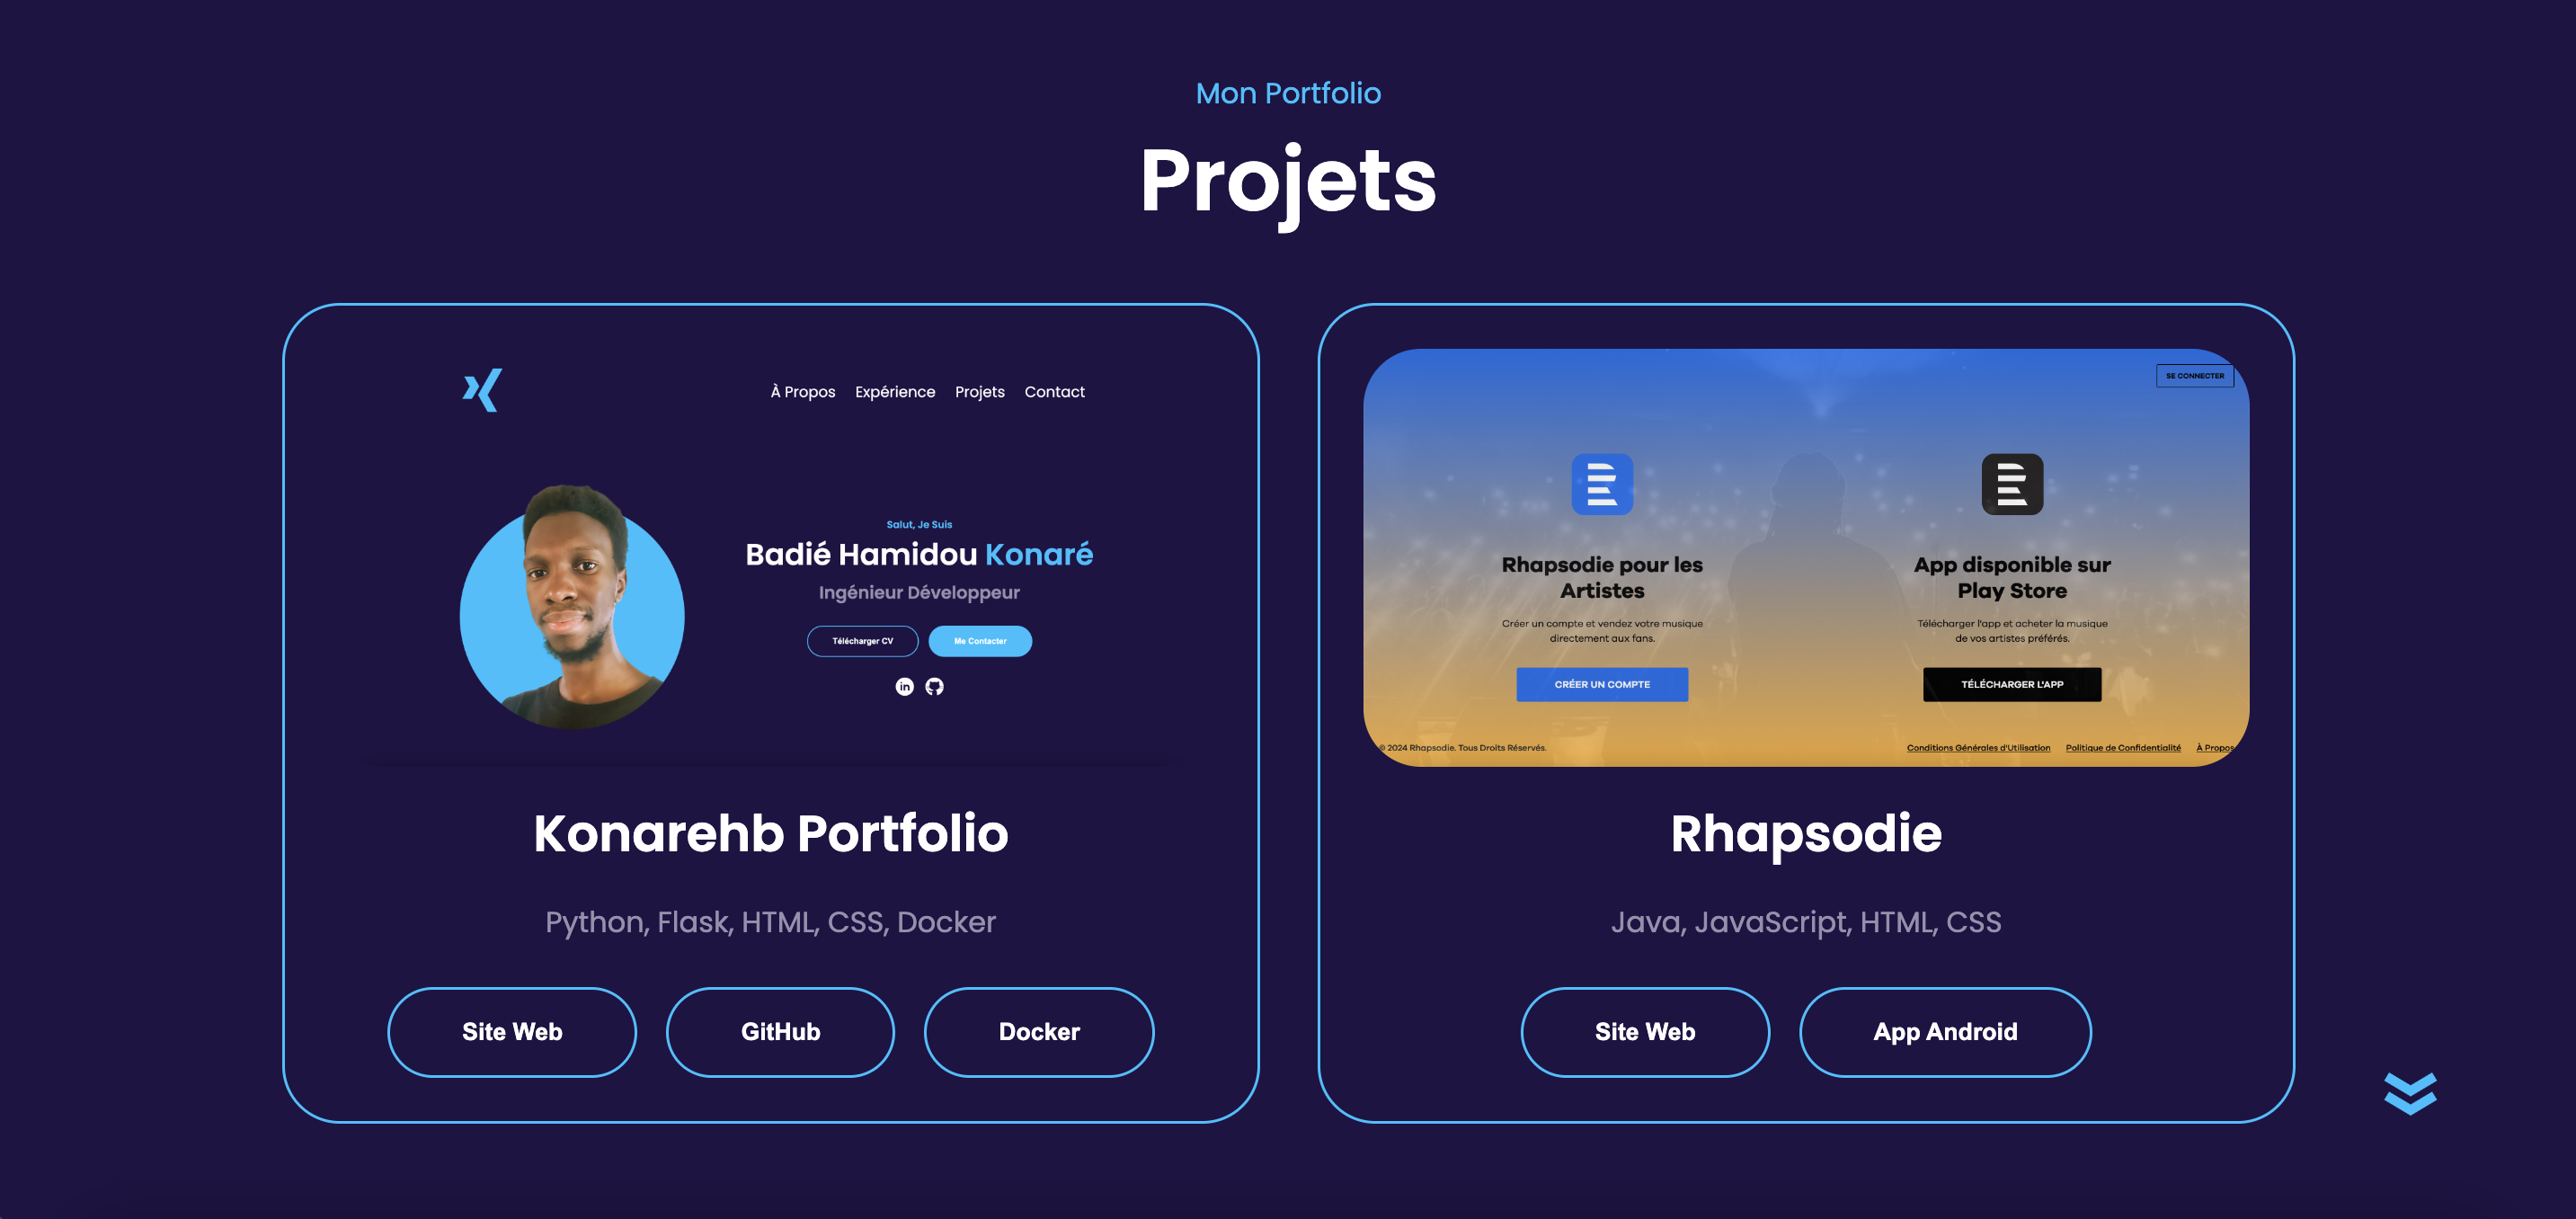 Mon Portfolio
Projets
À Propos Expérience Projets Contact
Salut, Je Suis
Badié Hamidou Konaré
Ingénieur Développeur
Télécharger CV Me Contacter
in
Konarehb Portfolio
Python, Flask, HTML, CSS, Docker
Site Web GitHub Docker
SE CONNECTER
Rhapsodie pour les
Artistes
Créer un compte et vendez votre musique
directement aux fans.
CRÉER UN COMPTE
App disponible sur
Play Store
Télécharger l'app et acheter la musique
de vos artistes préférés.
TÉLÉCHARGER L'APP
© 2024 Rhapsodie. Tous Droits Réservés.
Conditions Générales d'Utilisation Politique de Confidentialité À Propos
Rhapsodie
Java, JavaScript, HTML, CSS
Site Web App Android